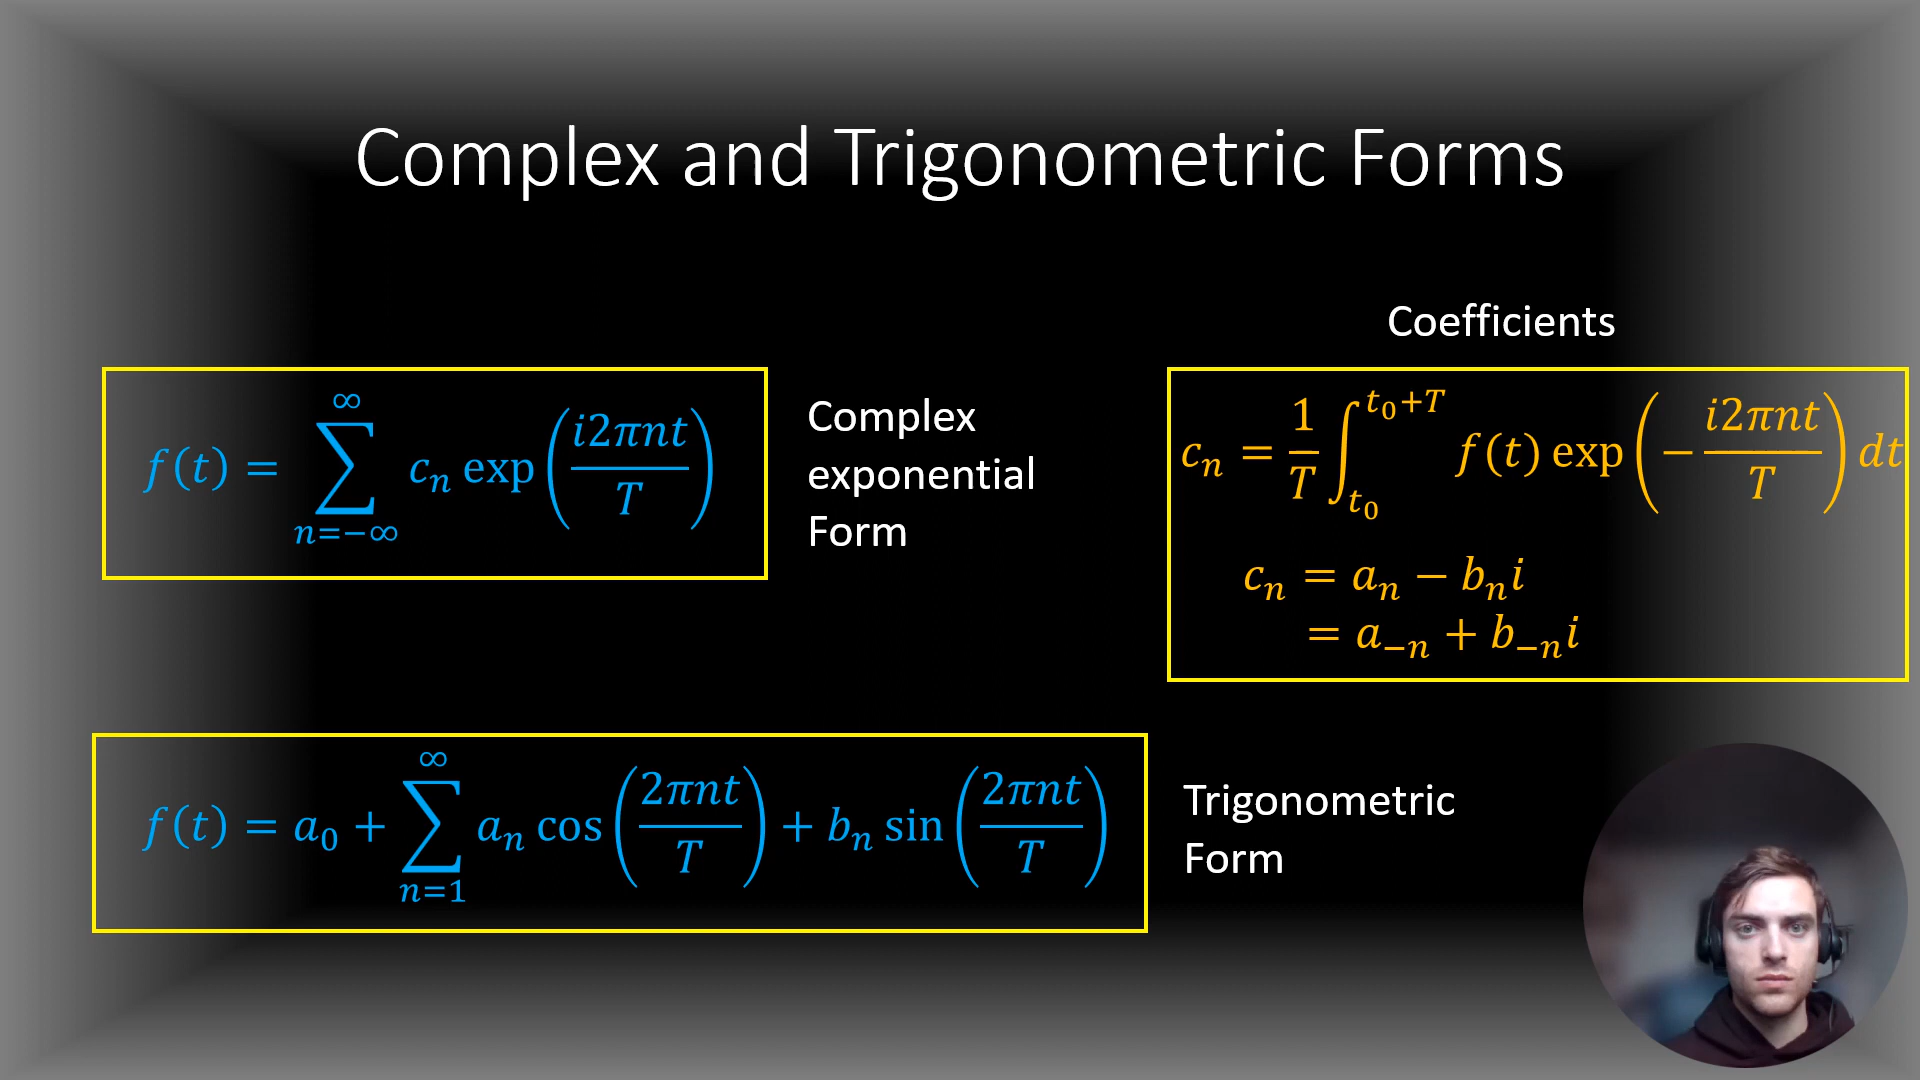 Complex and Trigonometric Forms
Coefficients
f(t) = ∑_{n=−∞}^{∞} c_n exp(i2πnt/T)
Complex
exponential
Form
c_n = 1/T ∫_{t_0}^{t_0+T} f(t) exp(−i2πnt/T) dt
c_n = a_n − b_n i
= a_{−n} + b_{−n} i
f(t) = a_0 + ∑_{n=1}^{∞} a_n cos(2πnt/T) + b_n sin(2πnt/T)
Trigonometric
Form